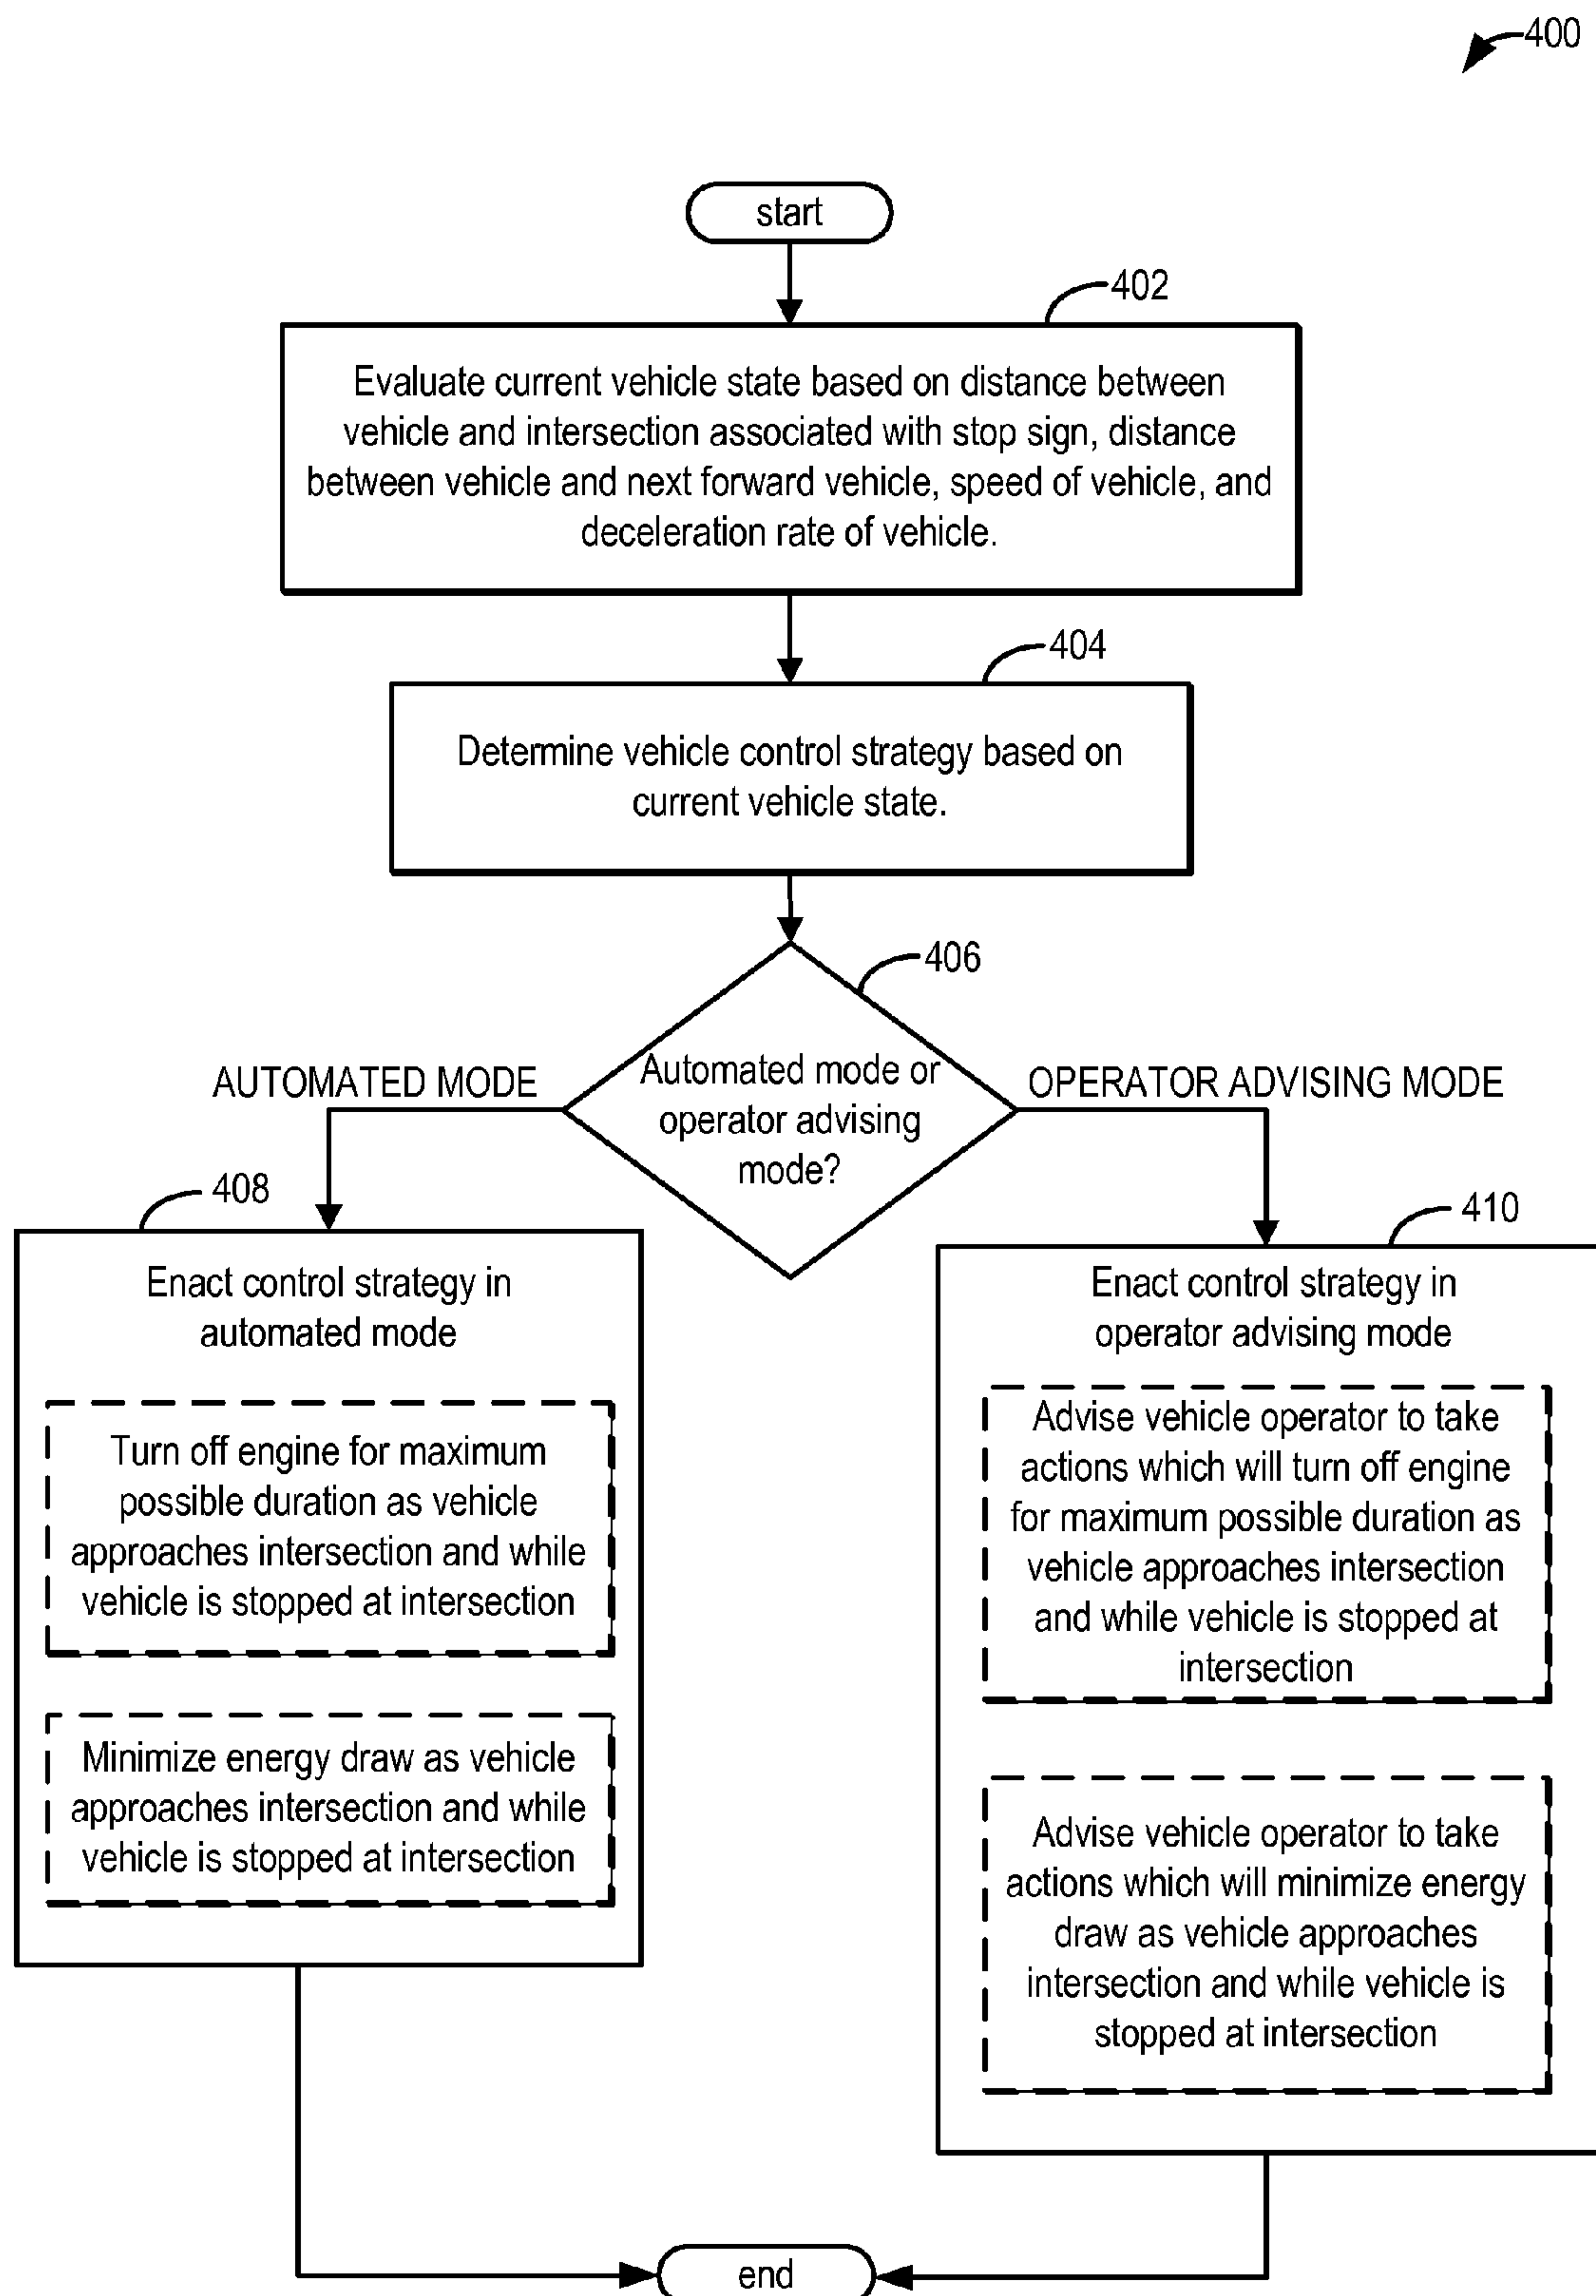 400
start
402
Evaluate current vehicle state based on distance between
vehicle and intersection associated with stop sign, distance
between vehicle and next forward vehicle, speed of vehicle, and
deceleration rate of vehicle.
404
Determine vehicle control strategy based on
current vehicle state.
406
Automated mode or
operator advising
mode?
AUTOMATED MODE
OPERATOR ADVISING MODE
408
Enact control strategy in
automated mode
Turn off engine for maximum
possible duration as vehicle
approaches intersection and while
vehicle is stopped at intersection
Minimize energy draw as vehicle
approaches intersection and while
vehicle is stopped at intersection
410
Enact control strategy in
operator advising mode
Advise vehicle operator to take
actions which will turn off engine
for maximum possible duration as
vehicle approaches intersection
and while vehicle is stopped at
intersection
Advise vehicle operator to take
actions which will minimize energy
draw as vehicle approaches
intersection and while vehicle is
stopped at intersection
end